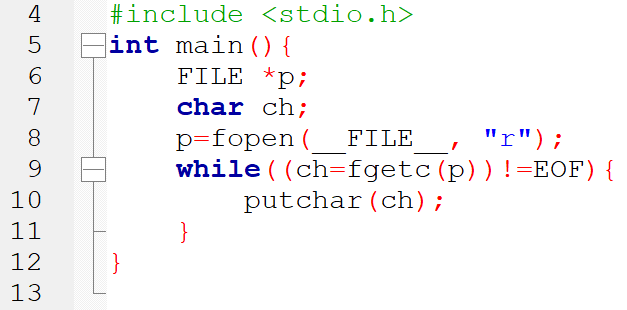 4 #include <stdio.h>
5 int main(){
6 FILE *p;
7 char ch;
8 p=fopen(__FILE__, "r");
9 while((ch=fgetc(p))!=EOF){
10 putchar(ch);
11 }
12 }
13